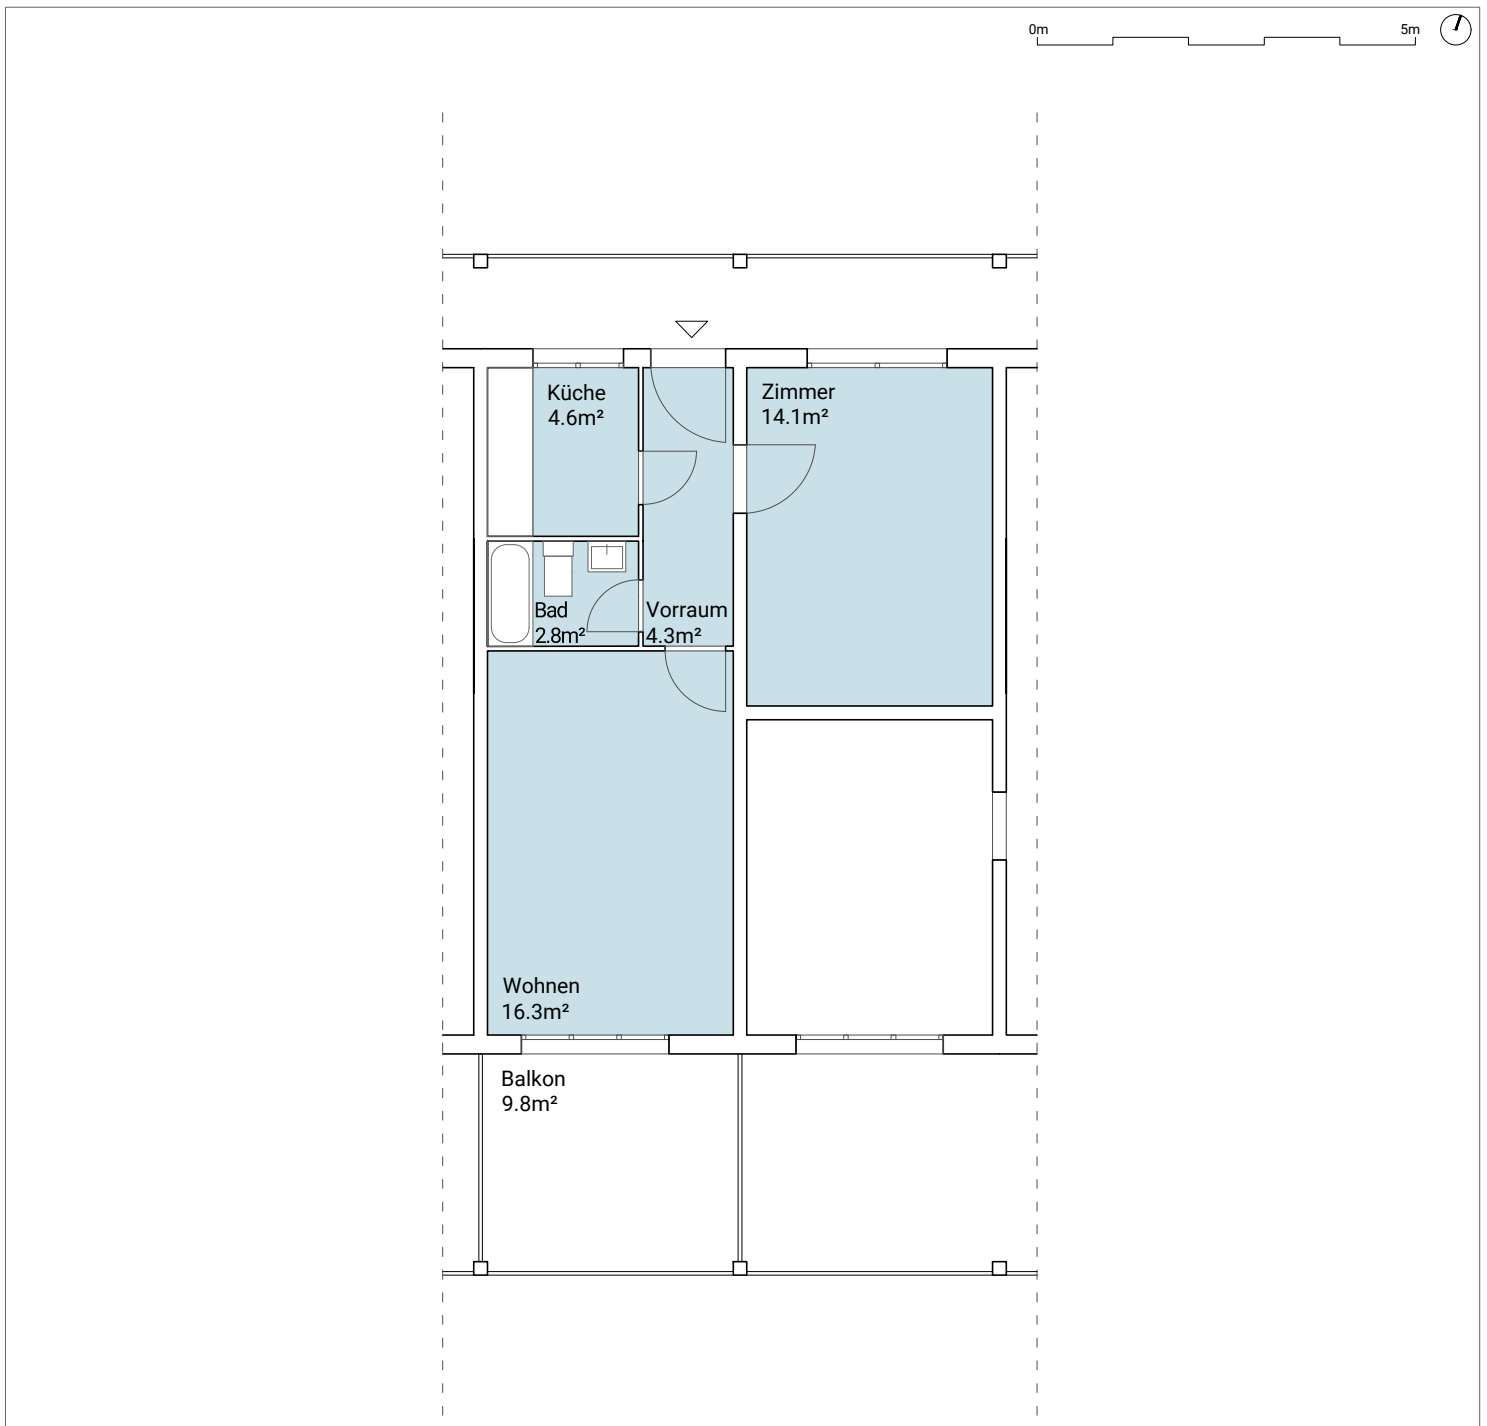 0m
5m
Küche
4.6m²
Zimmer
14.1m²
Bad
2.8m²
Vorraum
4.3m²
Wohnen
16.3m²
Balkon
9.8m²